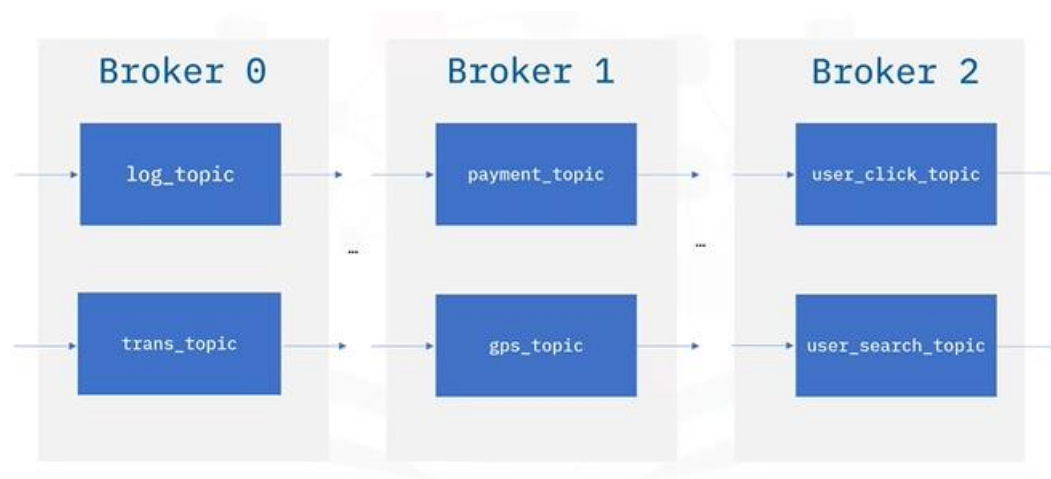 Broker 0
log_topic
trans_topic
…
Broker 1
payment_topic
gps_topic
…
Broker 2
user_click_topic
user_search_topic